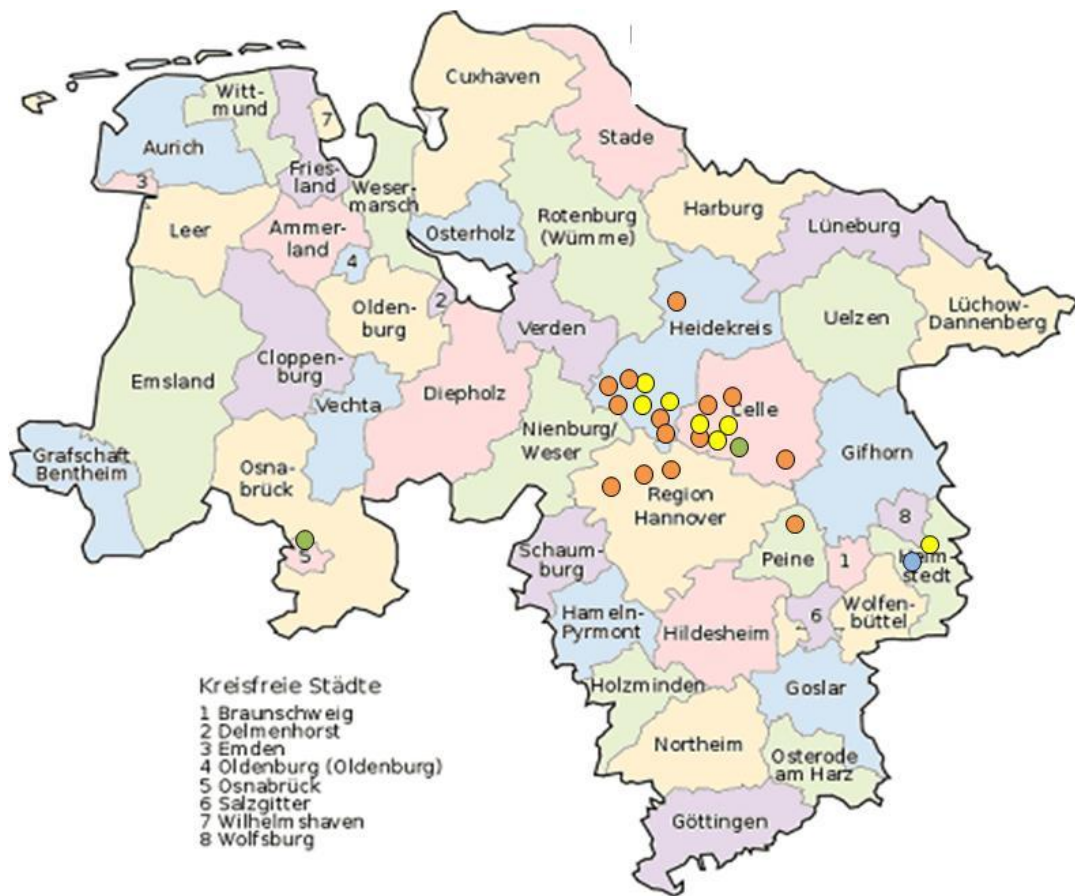 Cuxhaven
Stade
Witt-
mund
7
Aurich
3
Fries-
land
Weser-
marsch
Leer
Ammer-
land
4
Osterholz
Rotenburg
(Wümme)
Harburg
Lüneburg
Lüchow-
Dannenberg
Uelzen
Heidekreis
2
Olden-
burg
Verden
Cloppen-
burg
Emsland
Vechta
Diepholz
Celle
Nienburg/
Weser
Gifhorn
Grafschaft
Bentheim
Osna-
brück
Region
Hannover
8
5
Schaum-
burg
Peine
1
Helm-
stedt
Hameln-
Pyrmont
Hildesheim
6
Wolfen-
büttel
Holzminden
Goslar
Northeim
Osterode
am Harz
Göttingen
Kreisfreie Städte
1 Braunschweig
2 Delmenhorst
3 Emden
4 Oldenburg (Oldenburg)
5 Osnabrück
6 Salzgitter
7 Wilhelmshaven
8 Wolfsburg